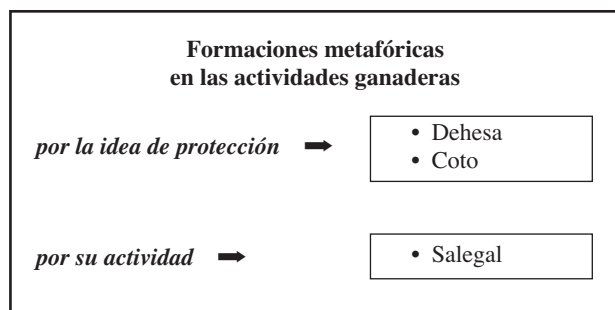 Formaciones metafóricas
en las actividades ganaderas
por la idea de protección ➡
• Dehesa
• Coto
por su actividad ➡
• Salegal